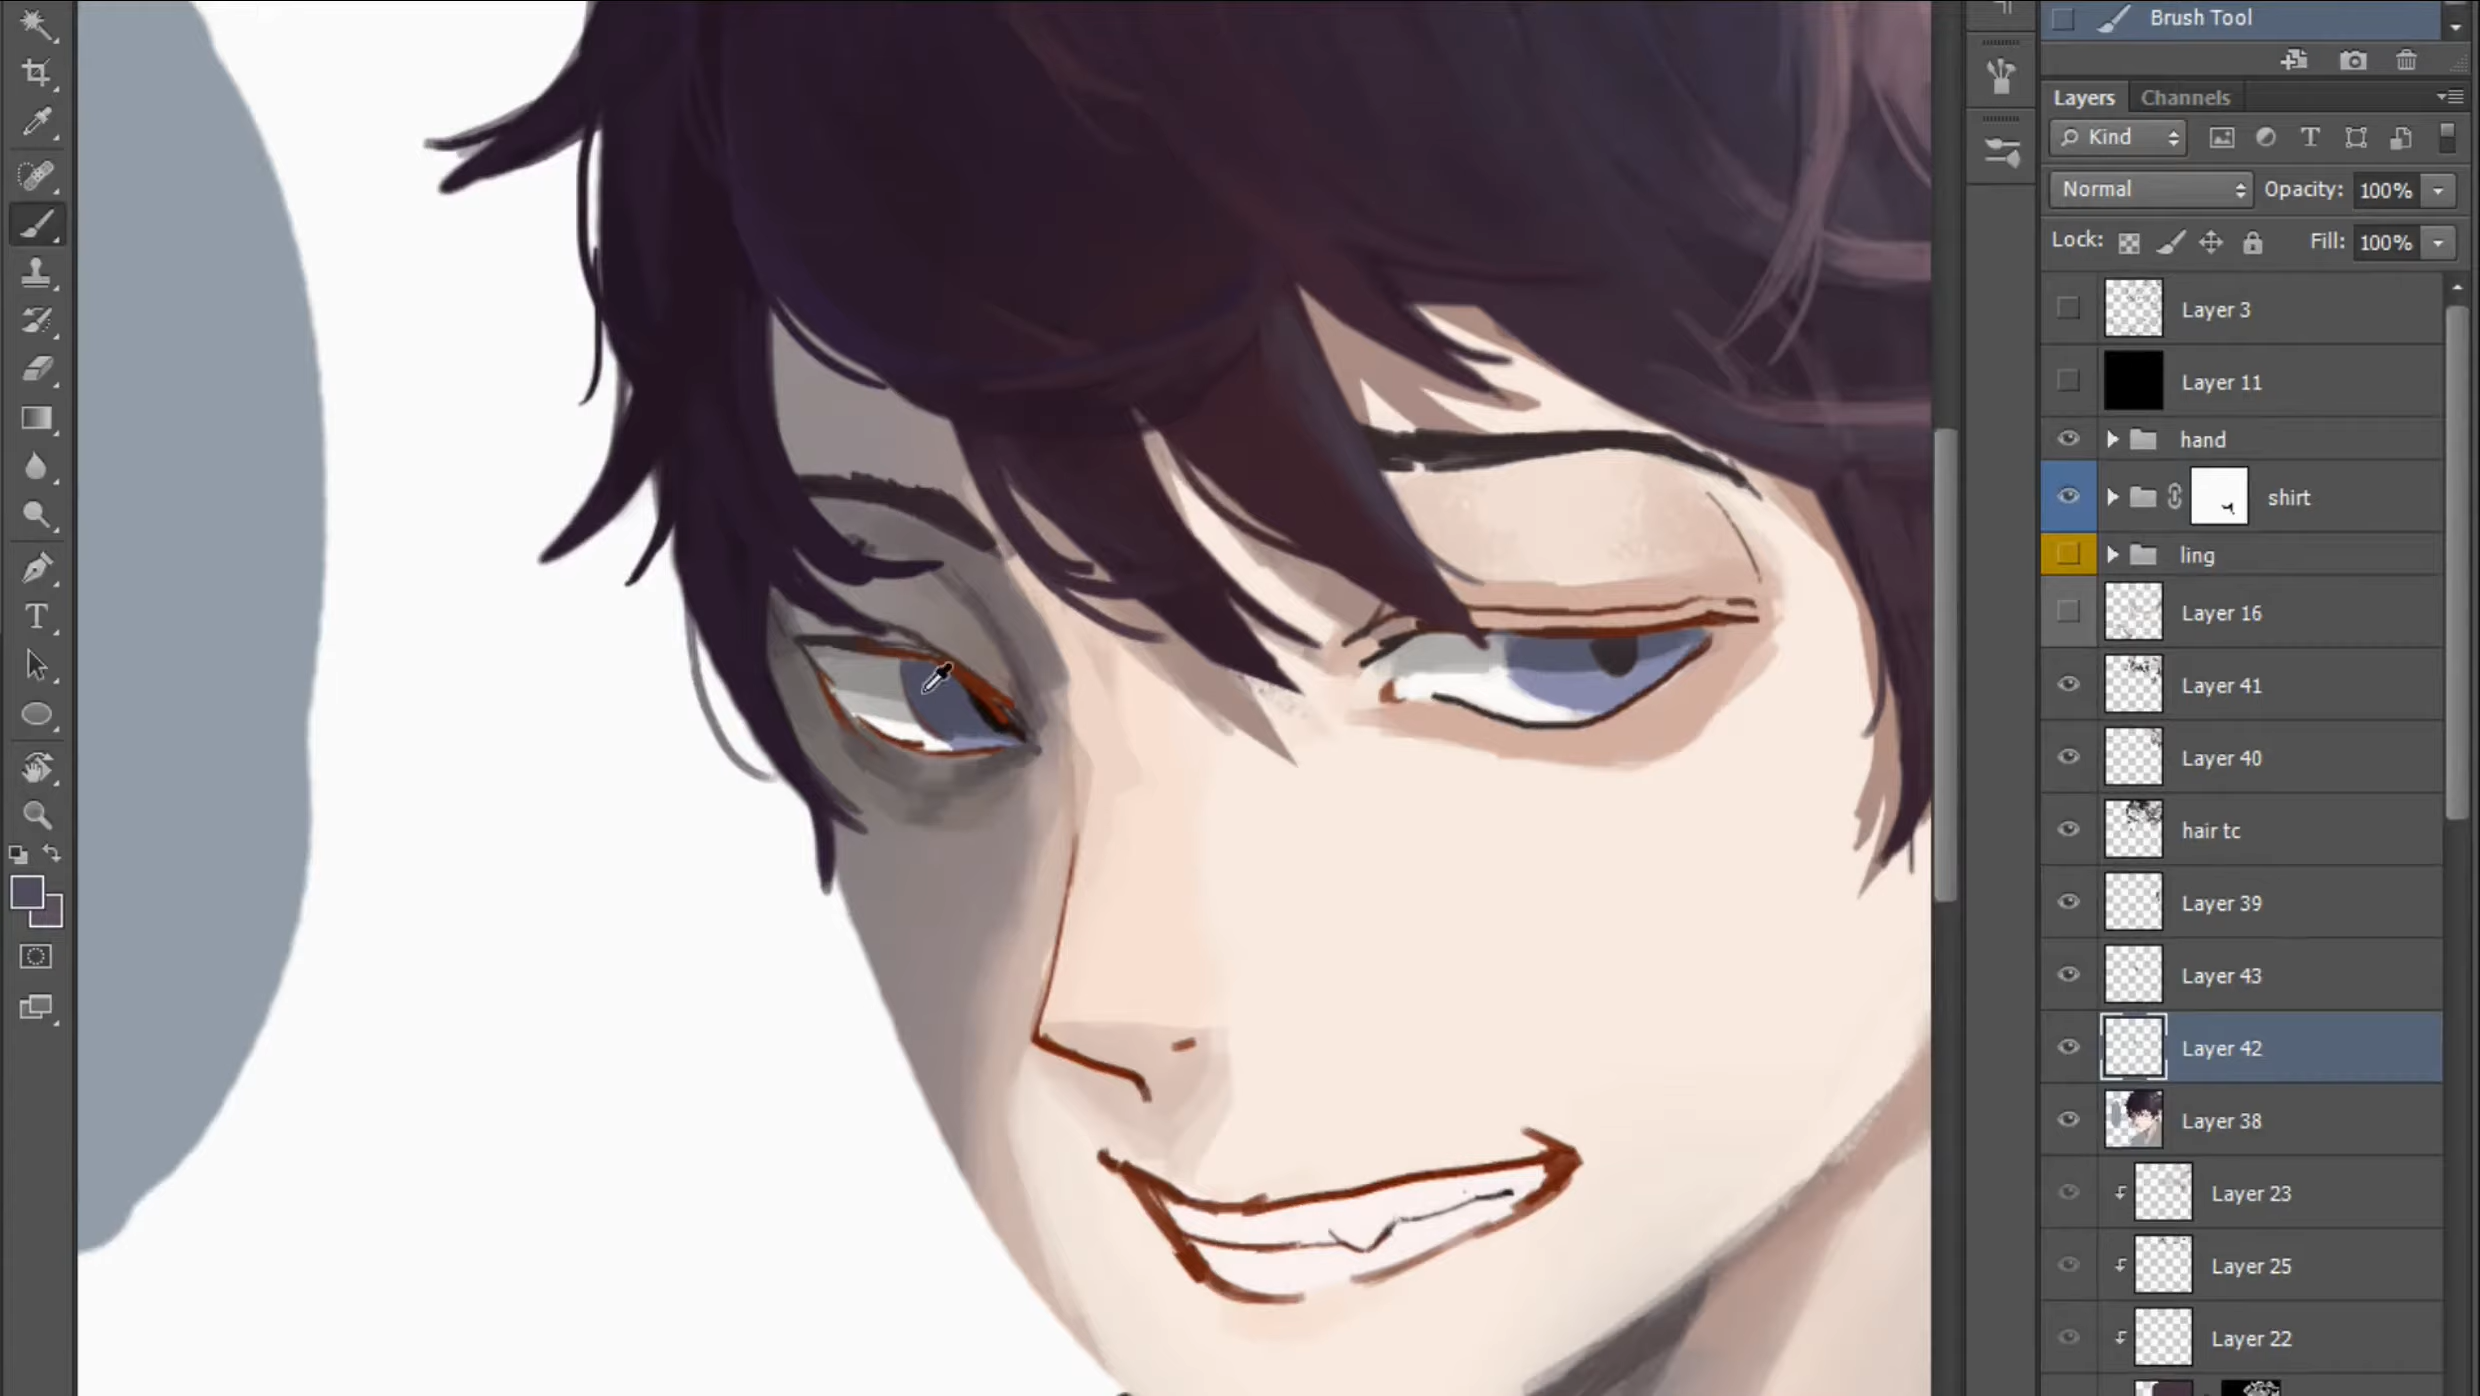 Brush Tool
Layers Channels
Kind
Normal Opacity: 100%
Lock: Fill: 100%
Layer 3
Layer 11
hand
shirt
ling
Layer 16
Layer 41
Layer 40
hair tc
Layer 39
Layer 43
Layer 42
Layer 38
Layer 23
Layer 25
Layer 22